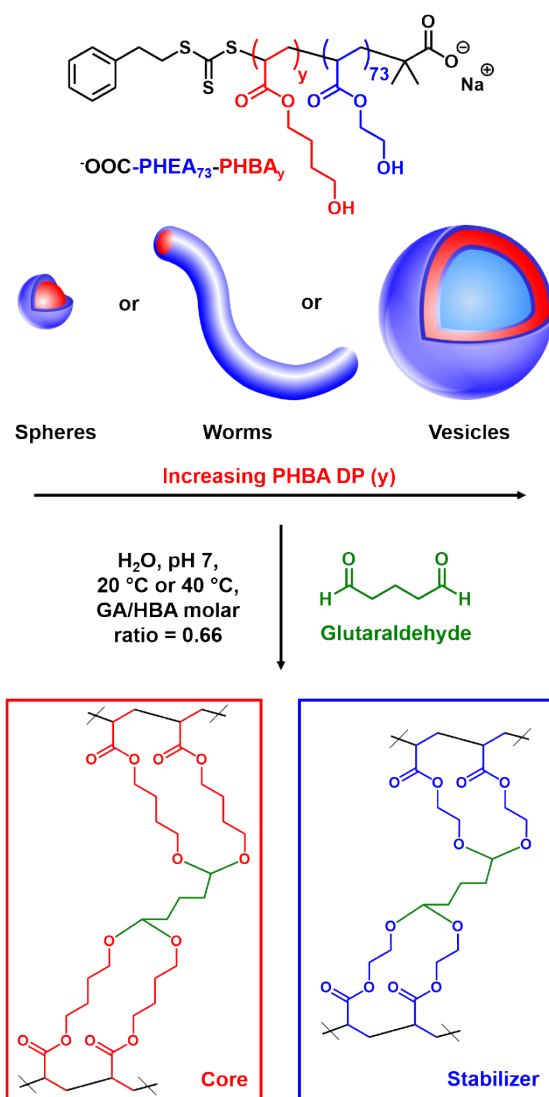 S
S
S
y
73
O
O
O
O
O
O⊖
Na⊕
OH
OH
⁻OOC-PHEA₇₃-PHBAᵧ
or
or
Spheres
Worms
Vesicles
Increasing PHBA DP (y)
H₂O, pH 7,
20 °C or 40 °C,
GA/HBA molar
ratio = 0.66
O
O
H
H
Glutaraldehyde
O
O
O
O
O
O
O
O
O
O
O
O
Core
O
O
O
O
O
O
O
O
O
O
O
O
Stabilizer